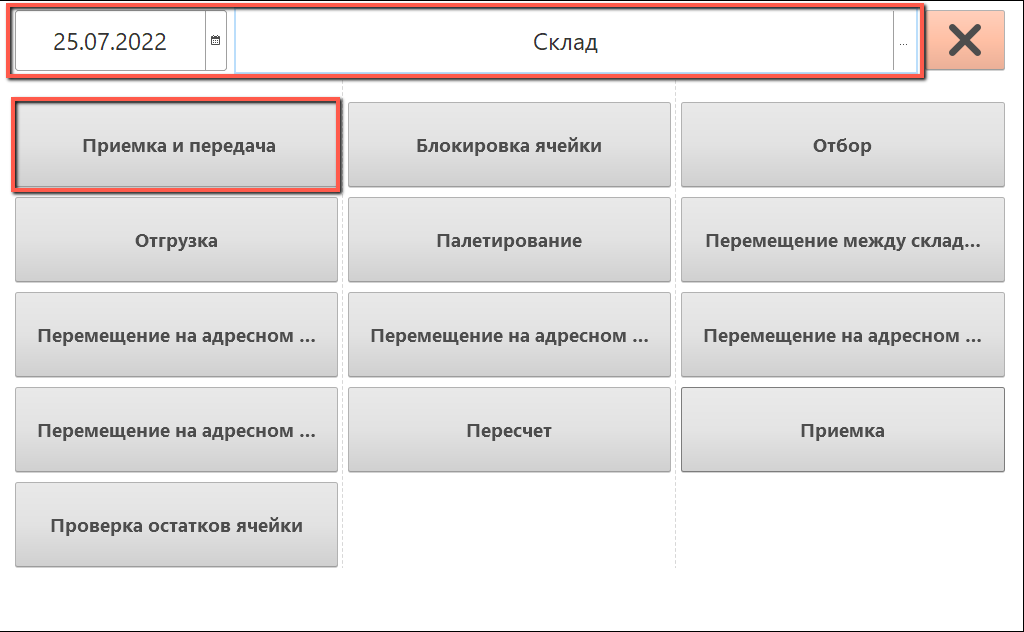 25.07.2022 Склад ...
Приемка и передача Блокировка ячейки Отбор
Отгрузка Палетирование Перемещение между склад...
Перемещение на адресном ... Перемещение на адресном ... Перемещение на адресном ...
Перемещение на адресном ... Пересчет Приемка
Проверка остатков ячейки